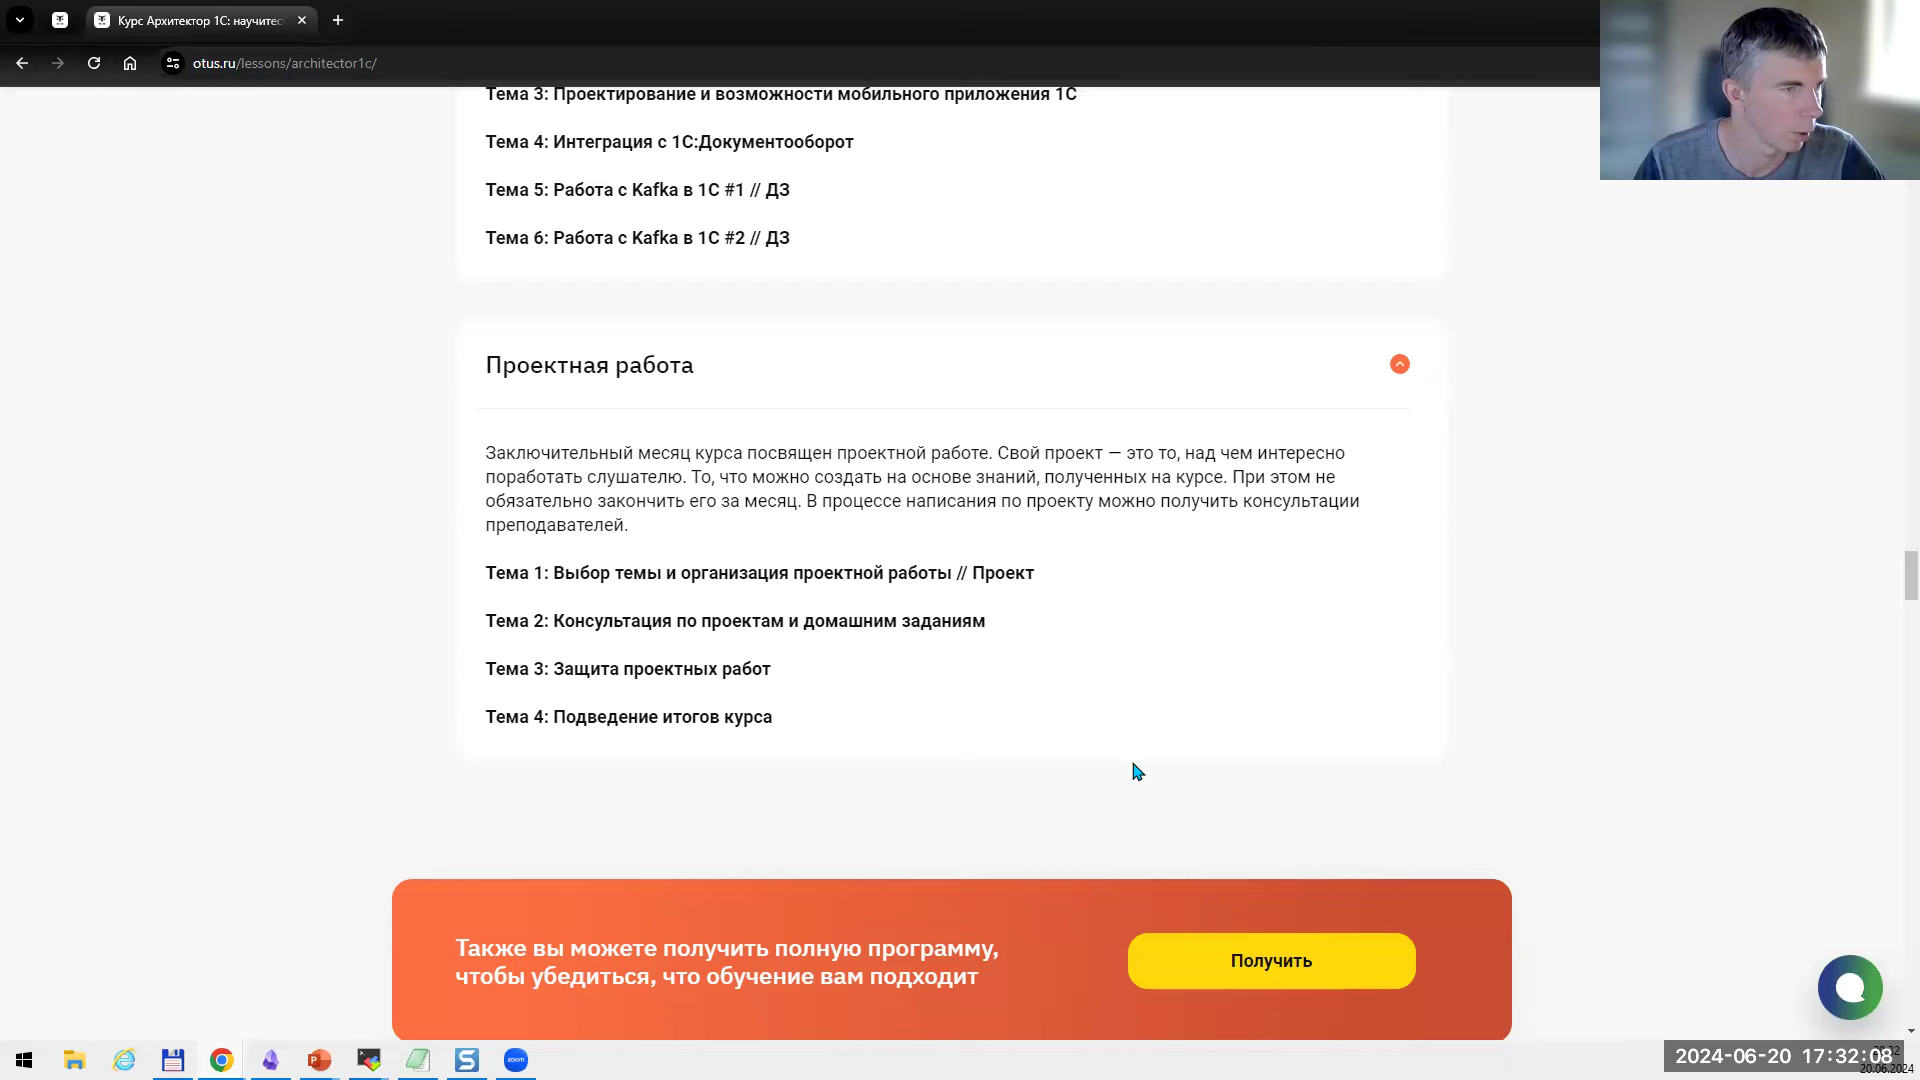 Курс Архитектор 1С: научитес
otus.ru/lessons/architector1c/
Тема 3: Проектирование и возможности мобильного приложения 1С
Тема 4: Интеграция с 1С:Документооборот
Тема 5: Работа с Kafka в 1С #1 // ДЗ
Тема 6: Работа с Kafka в 1С #2 // ДЗ
Проектная работа
Заключительный месяц курса посвящен проектной работе. Свой проект — это то, над чем интересно
поработать слушателю. То, что можно создать на основе знаний, полученных на курсе. При этом не
обязательно закончить его за месяц. В процессе написания по проекту можно получить консультации
преподавателей.
Тема 1: Выбор темы и организация проектной работы // Проект
Тема 2: Консультация по проектам и домашним заданиям
Тема 3: Защита проектных работ
Тема 4: Подведение итогов курса
Также вы можете получить полную программу,
чтобы убедиться, что обучение вам подходит
Получить
zoom
2024-06-20 17:32:08
20.06.2024